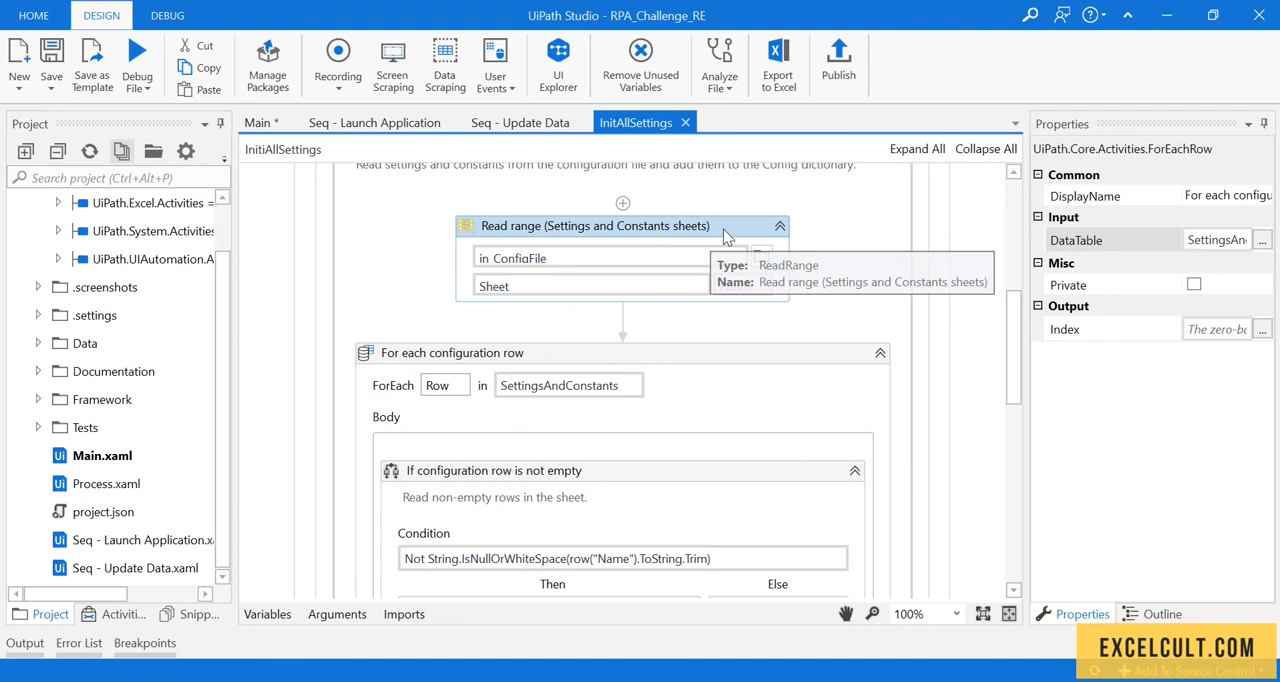 HOME DESIGN DEBUG UiPath Studio - RPA_Challenge_RE
New Save Save as Template Debug File Cut Copy Paste Manage Packages Recording Screen Scraping Data Scraping User Events UI Explorer Remove Unused Variables Analyze File Export to Excel Publish
Project
Search project (Ctrl+Alt+P)
UiPath.Excel.Activities =
UiPath.System.Activities
UiPath.UIAutomation.A
.screenshots
.settings
Data
Documentation
Framework
Tests
Main.xaml
Process.xaml
project.json
Seq - Launch Application.xa
Seq - Update Data.xaml
Project Activiti... Snipp...
Main * Seq - Launch Application Seq - Update Data InitAllSettings
InitiAllSettings Expand All Collapse All
Read settings and constants from the configuration file and add them to the Config dictionary.
Read range (Settings and Constants sheets)
in_ConfigFile
Sheet
Type: ReadRange
Name: Read range (Settings and Constants sheets)
For each configuration row
ForEach Row in SettingsAndConstants
Body
If configuration row is not empty
Read non-empty rows in the sheet.
Condition
Not String.IsNullOrWhiteSpace(row("Name").ToString.Trim)
Then Else
Variables Arguments Imports 100%
Properties
UiPath.Core.Activities.ForEachRow
Common
DisplayName For each configu
Input
DataTable SettingsAn ...
Misc
Private
Output
Index The zero-b ...
Properties Outline
Output Error List Breakpoints
EXCELCULT.COM
Add To Source Control